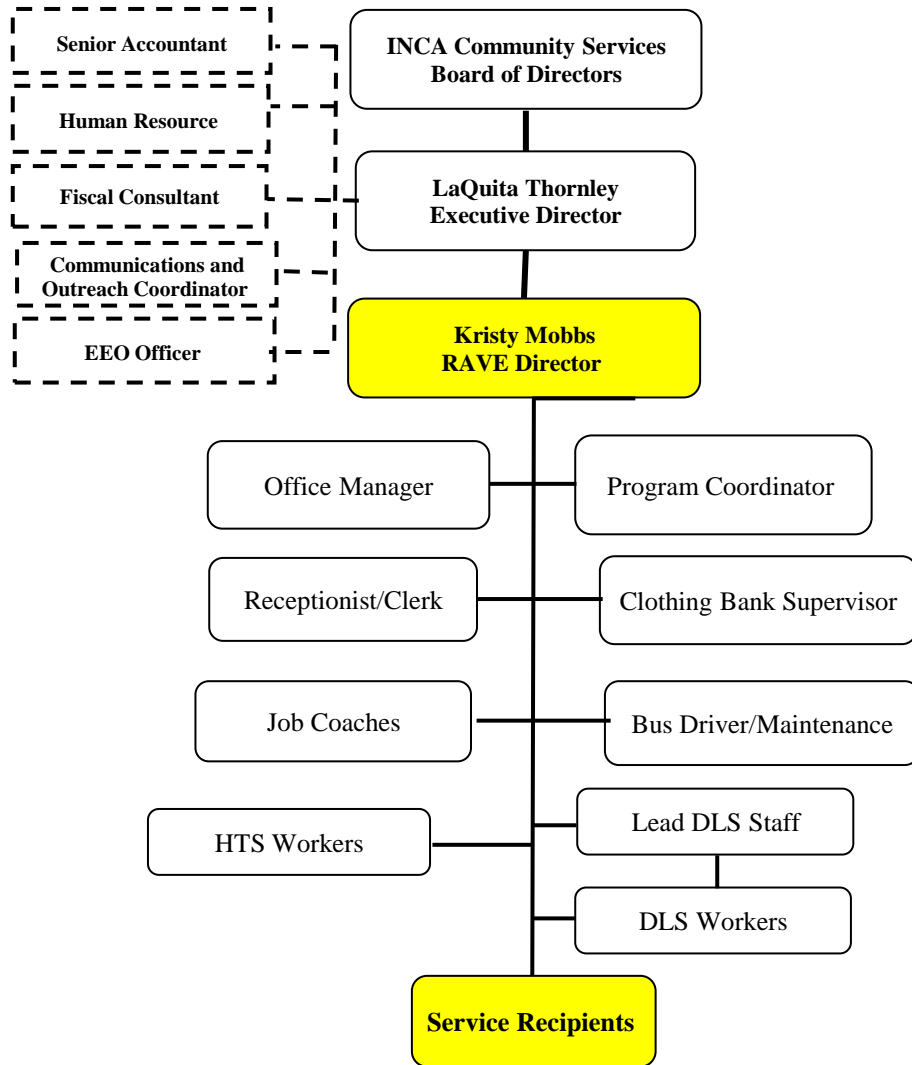 Senior Accountant
Human Resource
Fiscal Consultant
Communications and
Outreach Coordinator
EEO Officer
INCA Community Services
Board of Directors
LaQuita Thornley
Executive Director
Kristy Mobbs
RAVE Director
Office Manager
Program Coordinator
Receptionist/Clerk
Clothing Bank Supervisor
Job Coaches
Bus Driver/Maintenance
HTS Workers
Lead DLS Staff
DLS Workers
Service Recipients